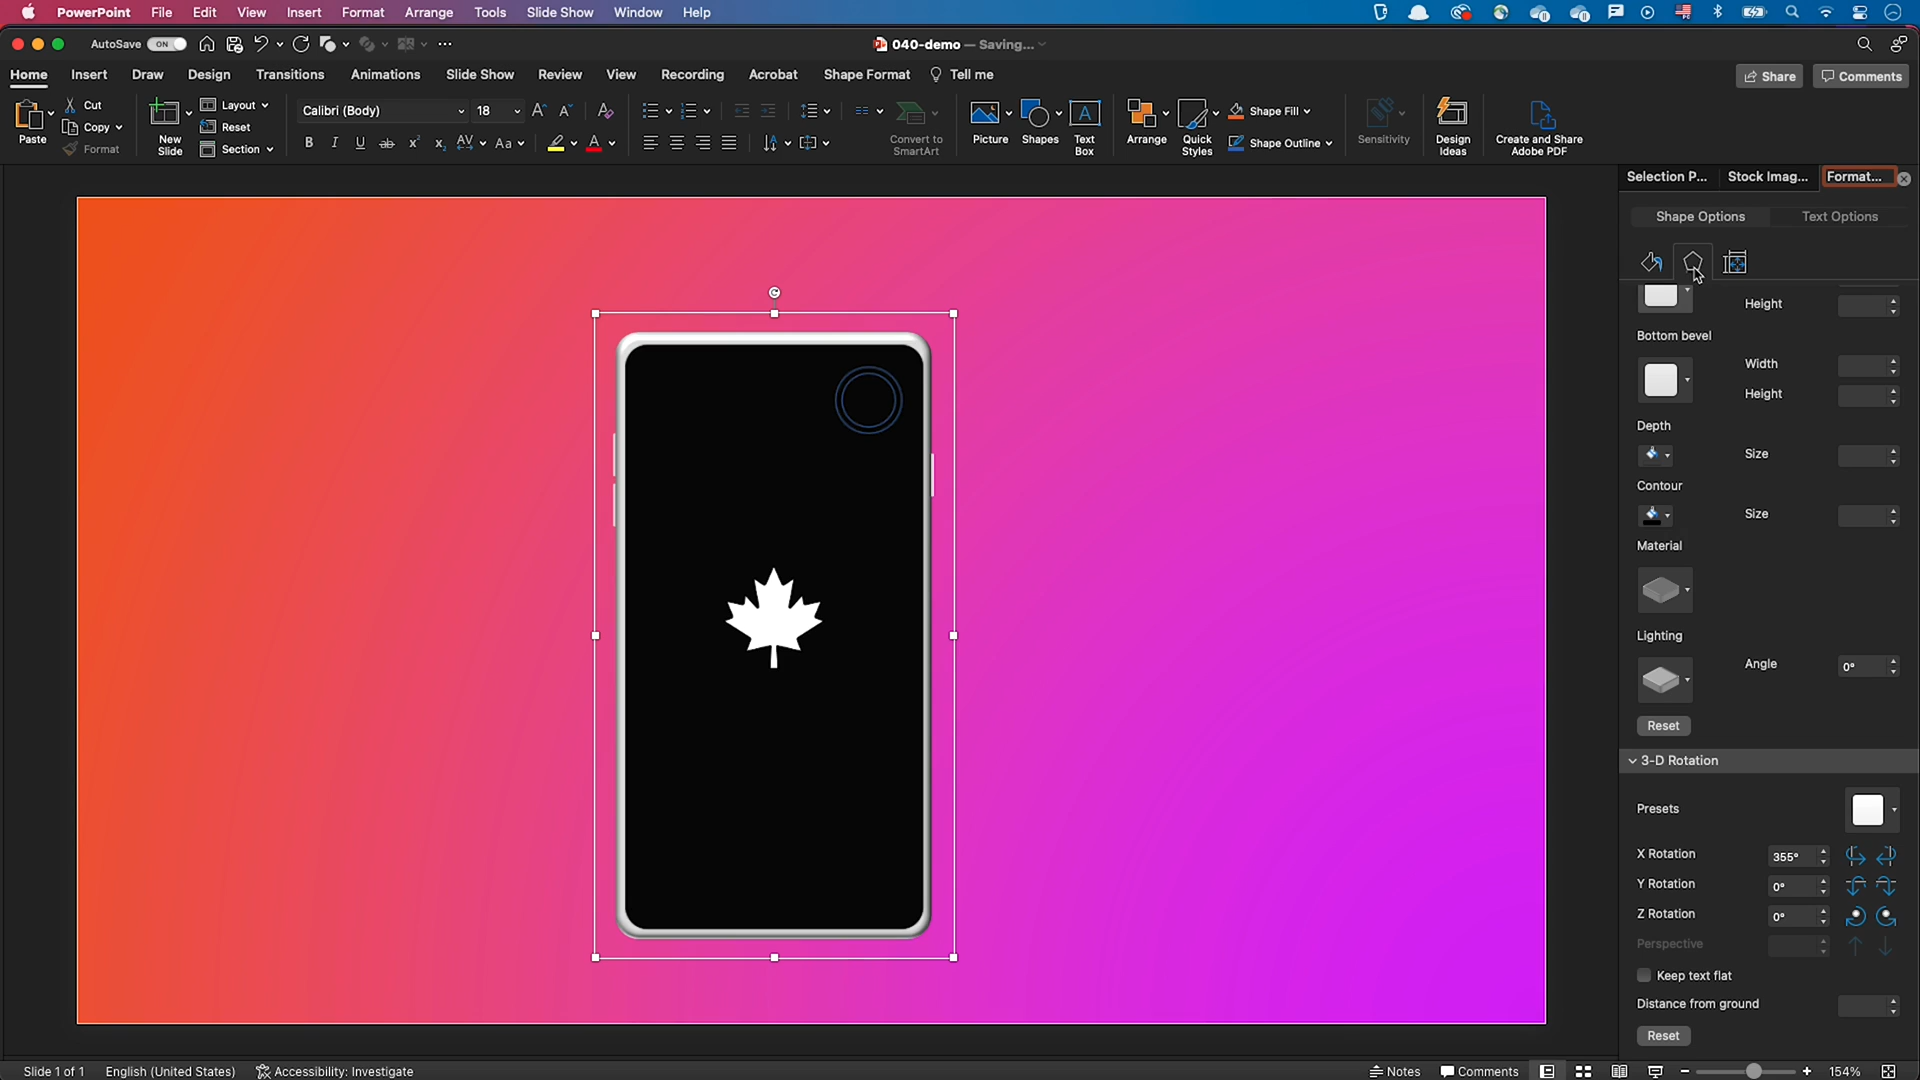 PowerPoint File Edit View Insert Format Arrange Tools Slide Show Window Help
AutoSave ON 040-demo — Saving...
Home Insert Draw Design Transitions Animations Slide Show Review View Recording Acrobat Shape Format Tell me Share Comments
Paste
Cut
Copy
Format
New
Slide
Layout
Reset
Section
Calibri (Body) 18
B I U ab
Aa
A
Convert to
SmartArt
Picture
Shapes
Text
Box
Arrange
Quick
Styles
Shape Fill
Shape Outline
Sensitivity
Design
Ideas
Create and Share
Adobe PDF
Selection P... Stock Imag... Format...
Shape Options Text Options
Height
Bottom bevel
Width
Height
Depth
Size
Contour
Size
Material
Lighting
Angle 0°
Reset
3-D Rotation
Presets
X Rotation 355°
Y Rotation 0°
Z Rotation 0°
Perspective
Keep text flat
Distance from ground
Reset
Slide 1 of 1 English (United States) Accessibility: Investigate Notes Comments 154%